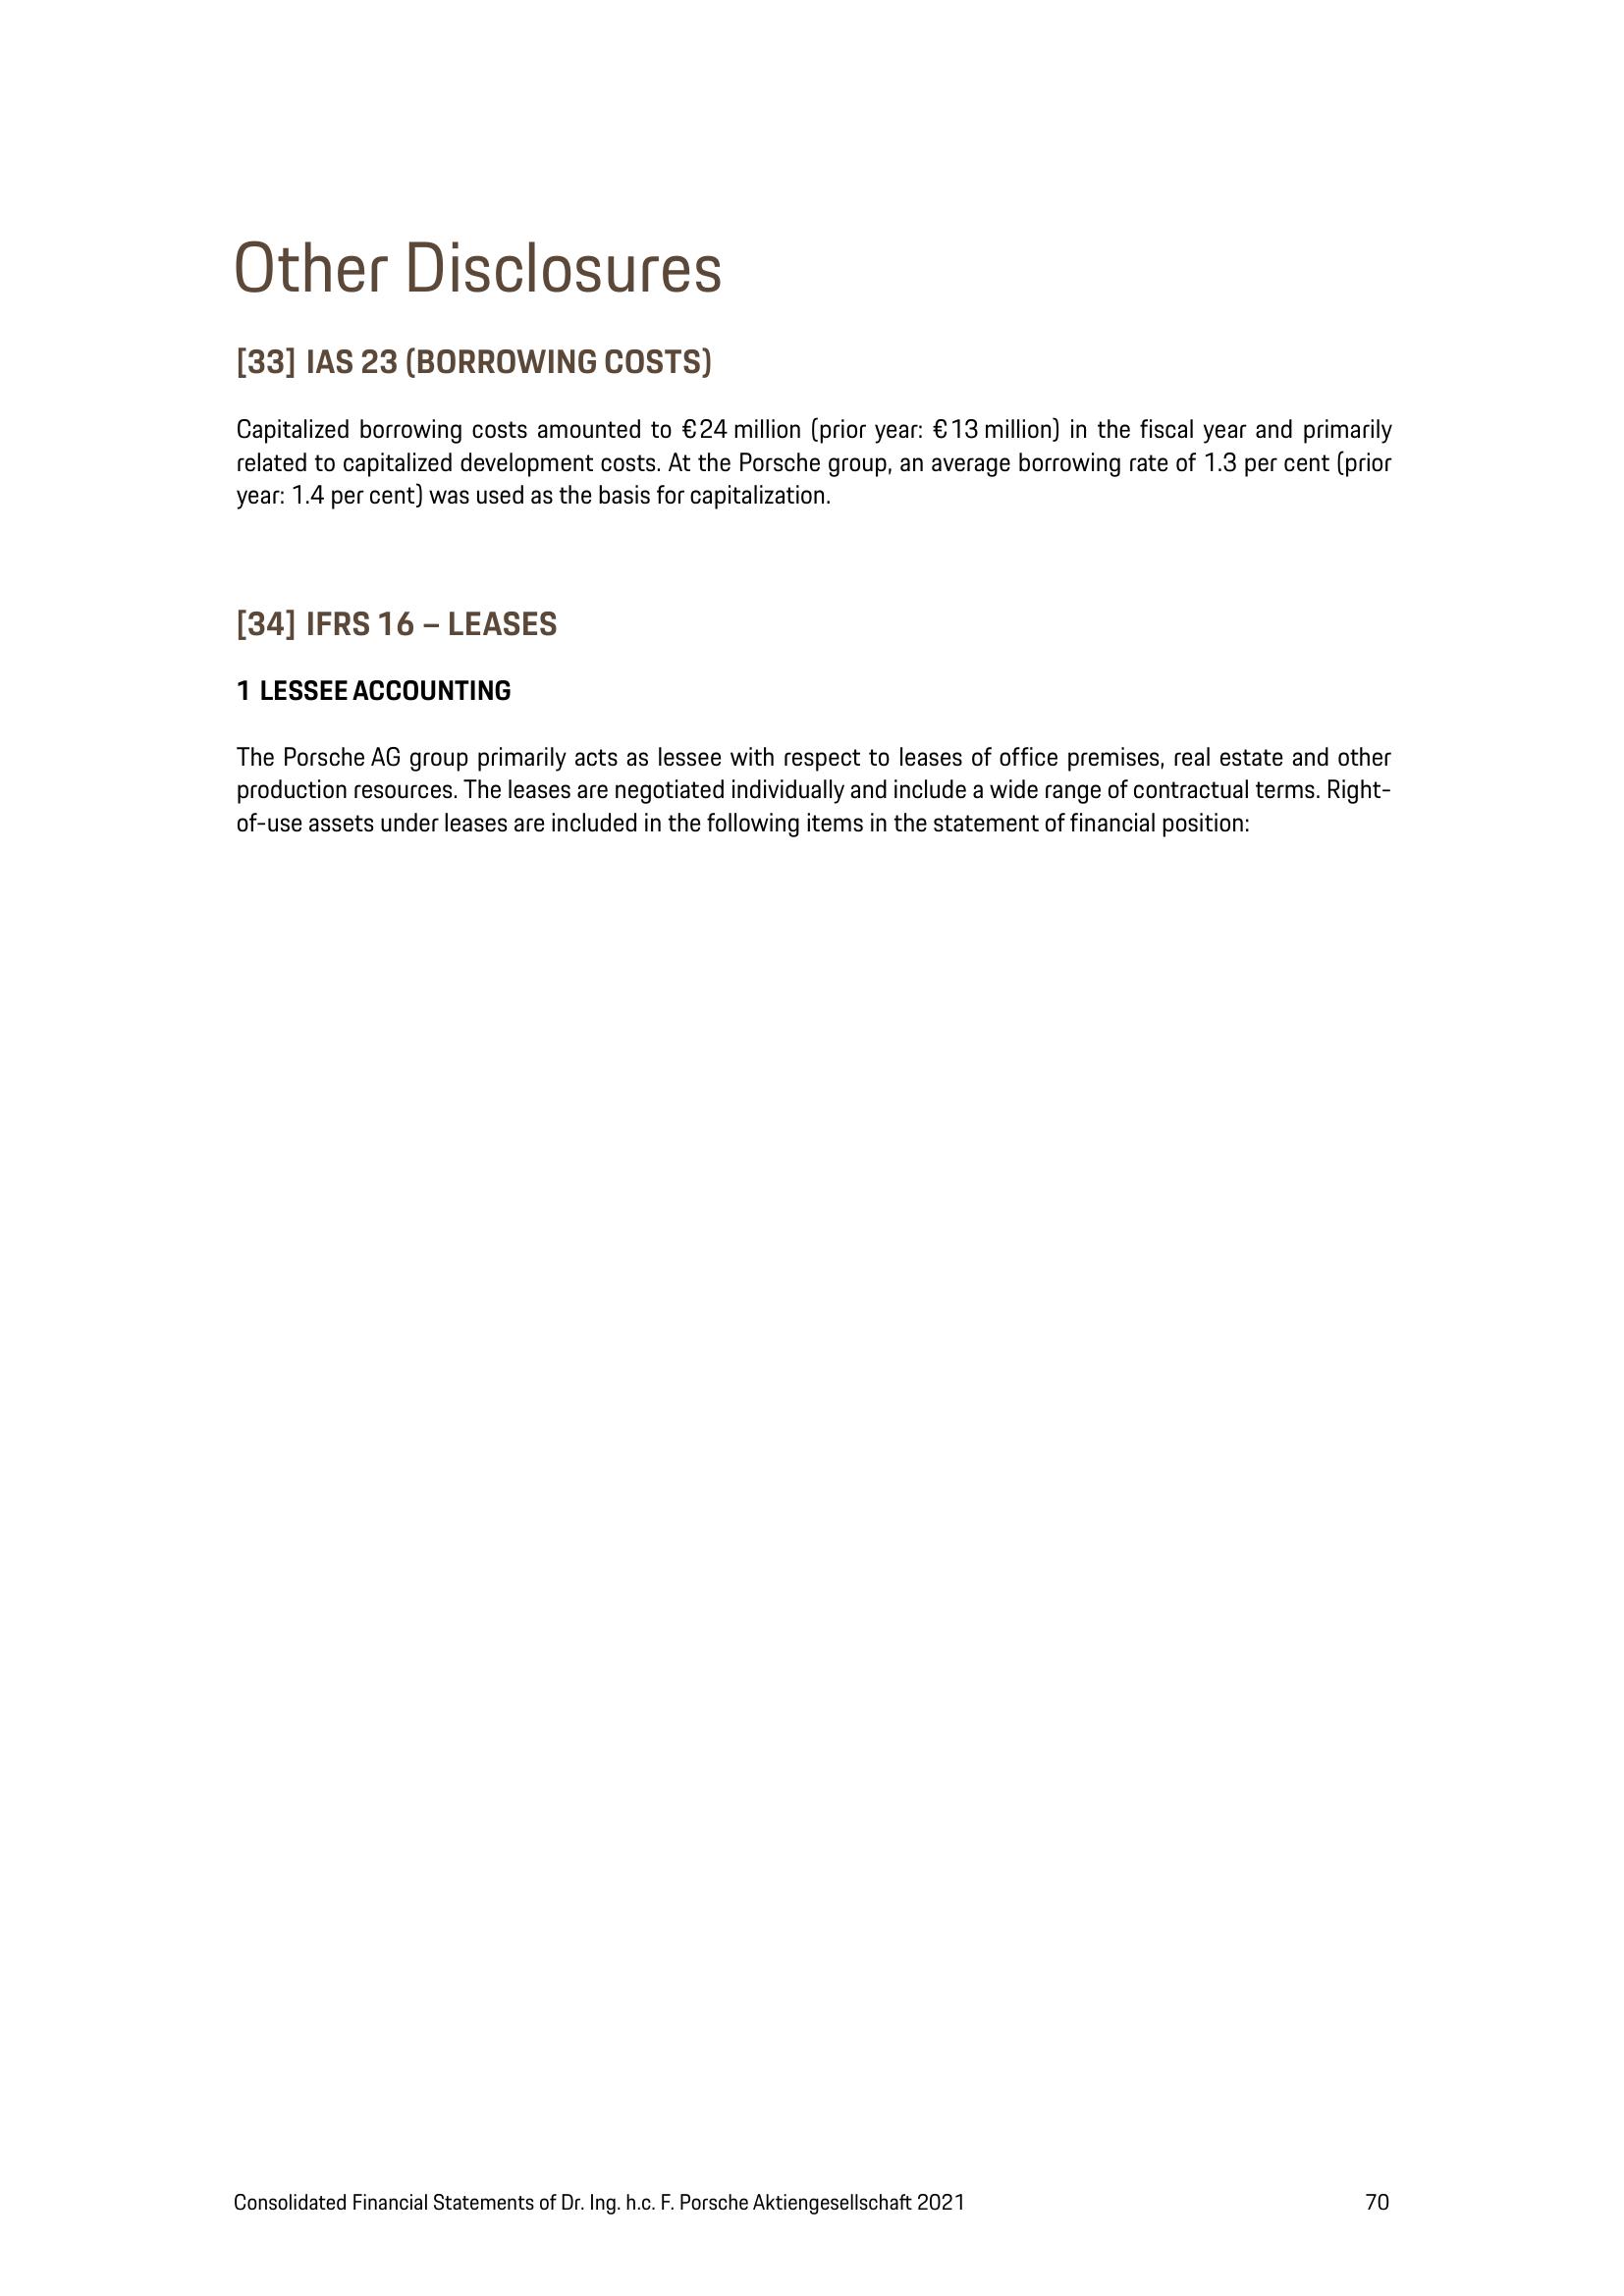 Other Disclosures
[33] IAS 23 (BORROWING COSTS)
Capitalized borrowing costs amounted to €24 million (prior year: €13 million) in the fiscal year and primarily
related to capitalized development costs. At the Porsche group, an average borrowing rate of 1.3 per cent (prior
year: 1.4 per cent) was used as the basis for capitalization.
[34] IFRS 16 – LEASES
1 LESSEE ACCOUNTING
The Porsche AG group primarily acts as lessee with respect to leases of office premises, real estate and other
production resources. The leases are negotiated individually and include a wide range of contractual terms. Right-
of-use assets under leases are included in the following items in the statement of financial position:
Consolidated Financial Statements of Dr. Ing. h.c. F. Porsche Aktiengesellschaft 2021 70